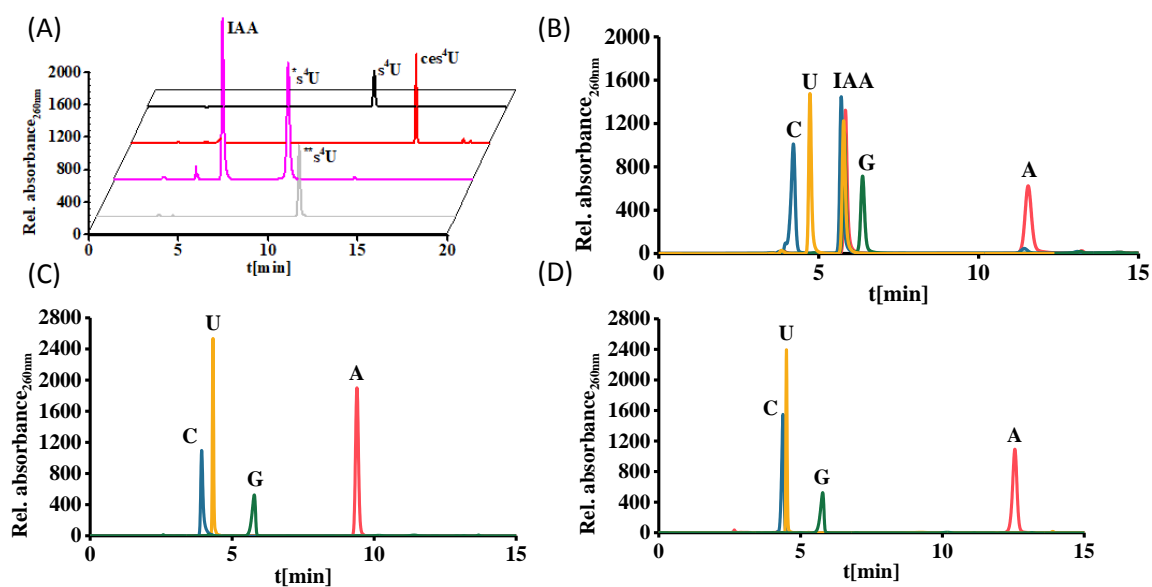 (A)
IAA
*s⁴U
s⁴U
ces⁴U
**s⁴U
2000
1600
1200
800
400
0
Rel. absorbance₂₆₀ₙₘ
0 5 10 15 20
t[min]
(B)
2000
1600
1200
800
400
0
Rel. absorbance₂₆₀ₙₘ
C
U
IAA
G
A
0 5 10 15
t[min]
(C)
2800
2400
2000
1600
1200
800
400
0
Rel. absorbance₂₆₀ₙₘ
C
U
G
A
0 5 10 15
t[min]
(D)
2800
2400
2000
1600
1200
800
400
0
Rel. absorbance₂₆₀ₙₘ
C
U
G
A
0 5 10 15
t[min]